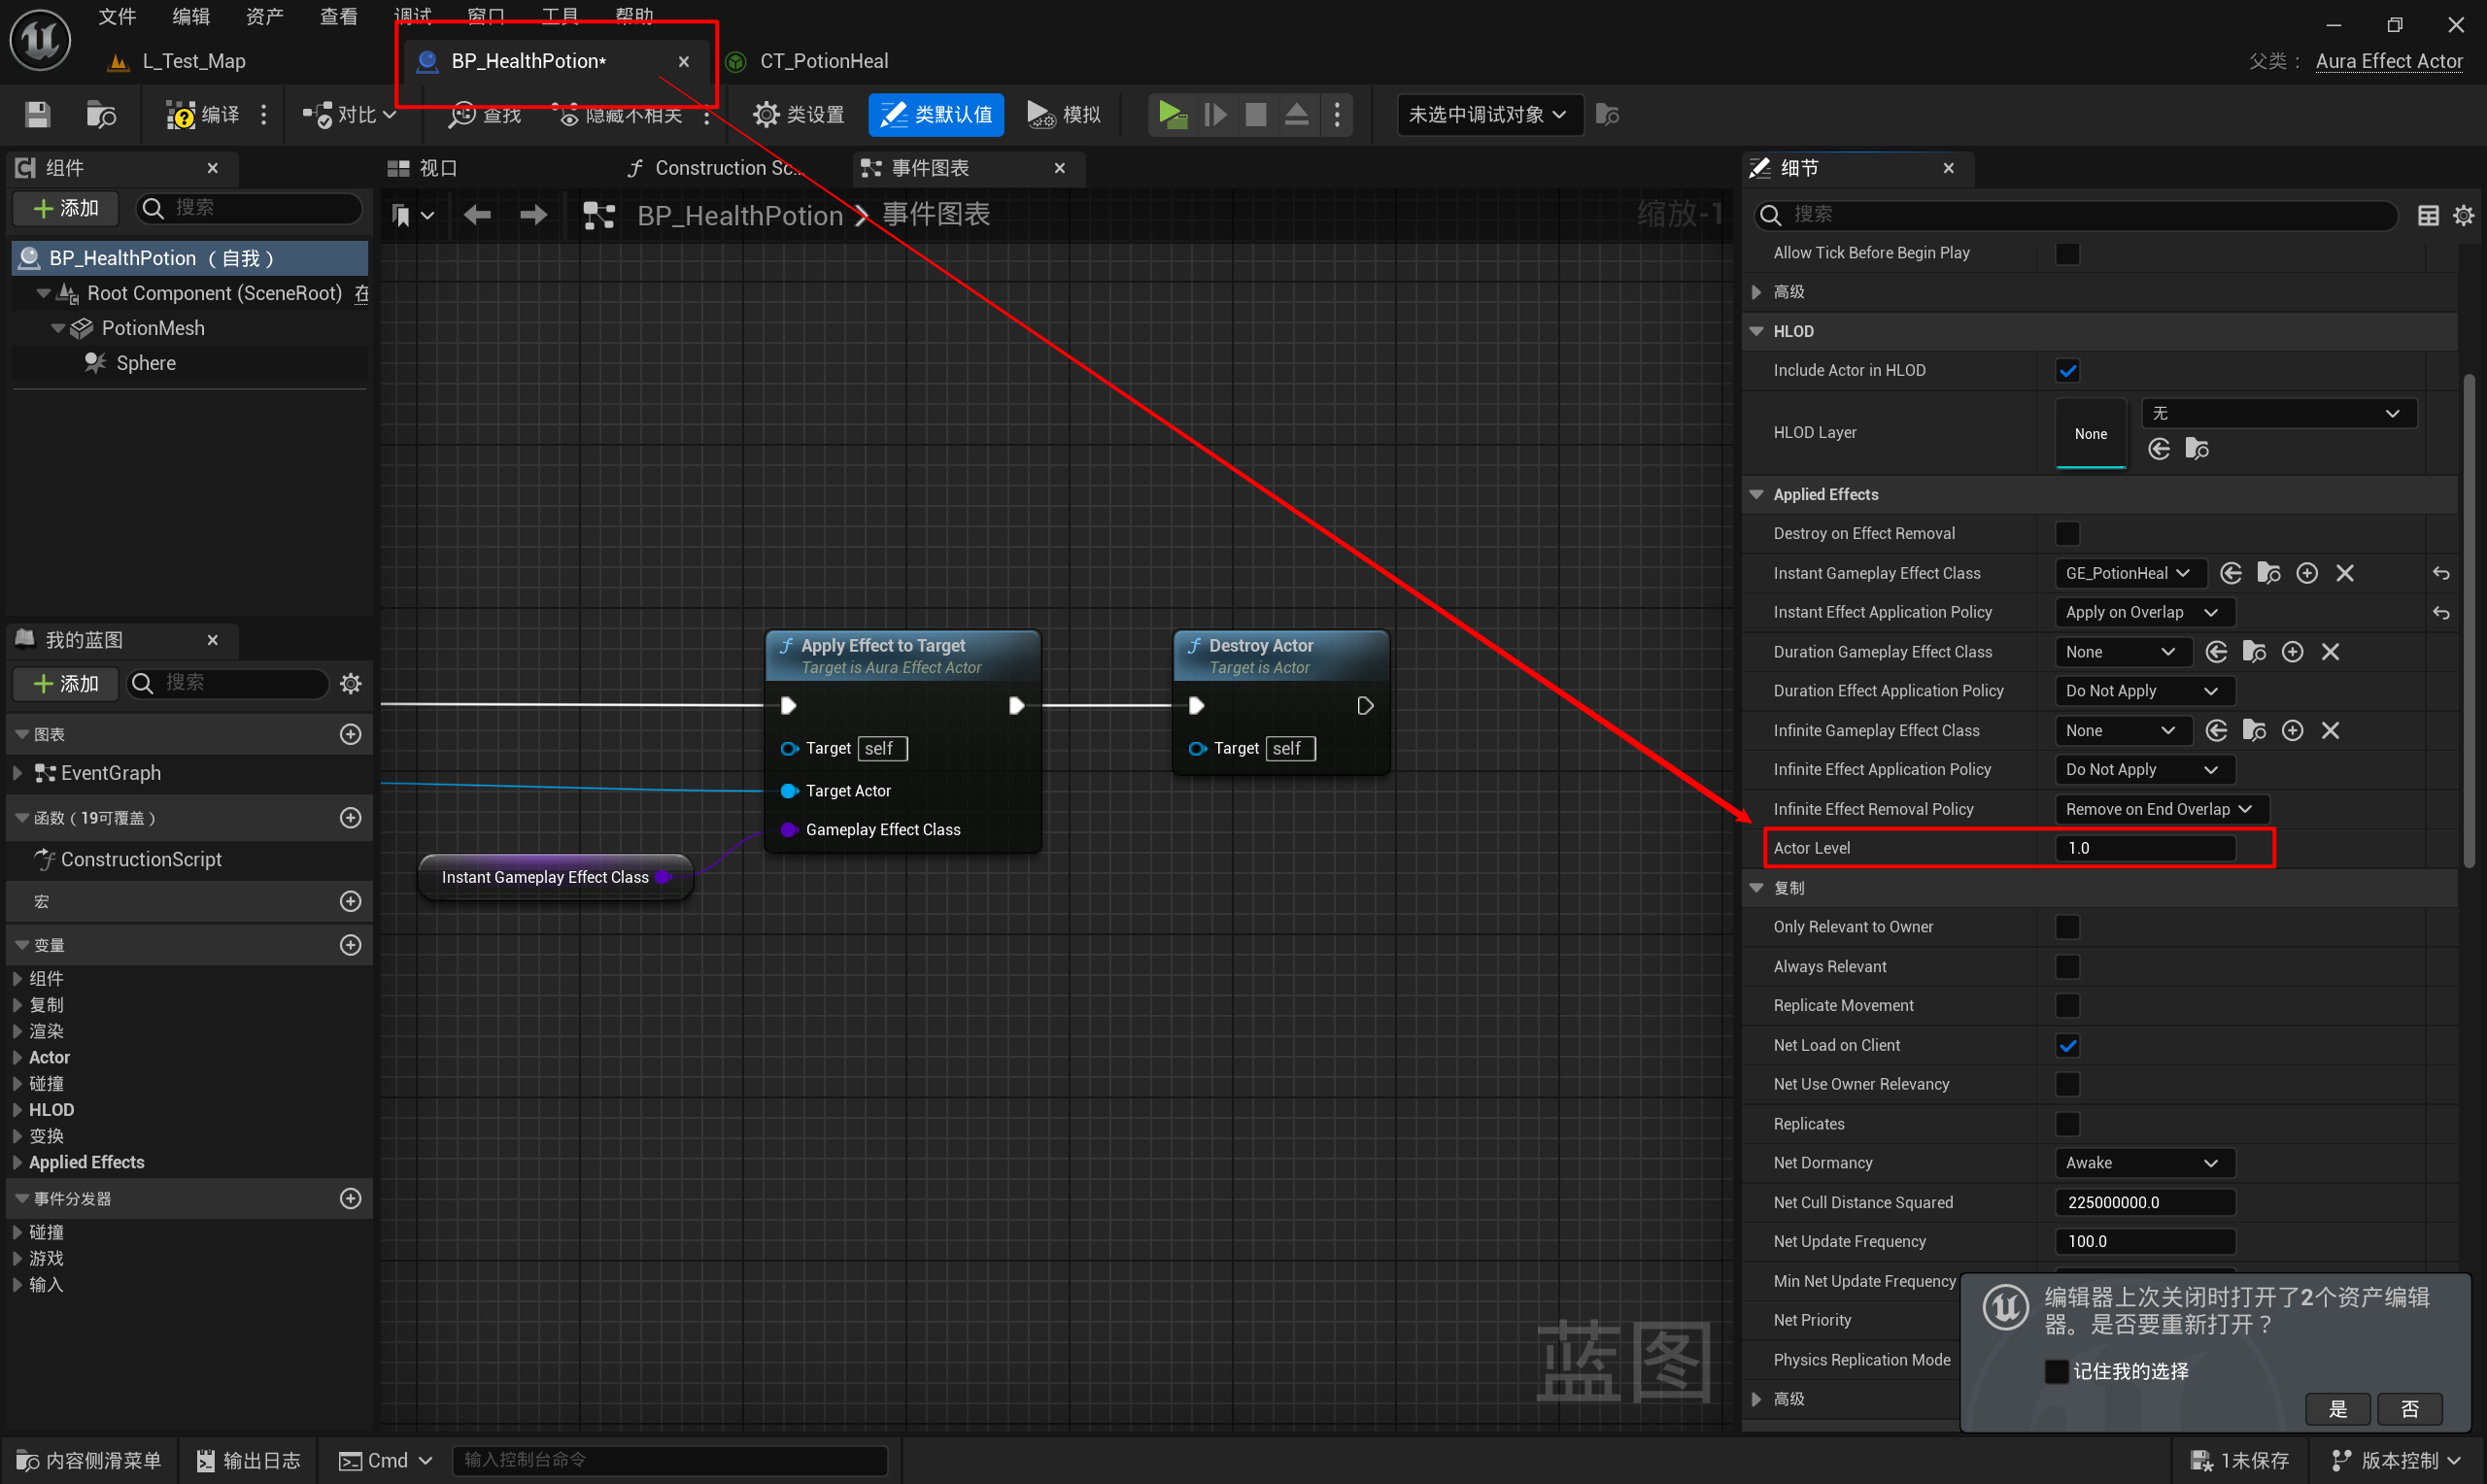 文件 编辑 资产 查看 调试 窗口 工具 帮助
L_Test_Map
BP_HealthPotion*
CT_PotionHeal
父类： Aura Effect Actor
编译
对比
查找
隐藏不相关
类设置
类默认值
模拟
未选中调试对象
组件
添加
搜索
BP_HealthPotion （自我）
Root Component (SceneRoot) 在
PotionMesh
Sphere
我的蓝图
添加
搜索
图表
EventGraph
函数（19可覆盖）
ConstructionScript
宏
变量
组件
复制
渲染
Actor
碰撞
HLOD
变换
Applied Effects
事件分发器
碰撞
游戏
输入
视口
Construction Sc...
事件图表
BP_HealthPotion
事件图表
缩放-1
Apply Effect to Target
Target is Aura Effect Actor
Target self
Target Actor
Gameplay Effect Class
Instant Gameplay Effect Class
Destroy Actor
Target is Actor
Target self
蓝图
细节
搜索
Allow Tick Before Begin Play
高级
HLOD
Include Actor in HLOD
HLOD Layer
None
无
Applied Effects
Destroy on Effect Removal
Instant Gameplay Effect Class GE_PotionHeal
Instant Effect Application Policy Apply on Overlap
Duration Gameplay Effect Class None
Duration Effect Application Policy Do Not Apply
Infinite Gameplay Effect Class None
Infinite Effect Application Policy Do Not Apply
Infinite Effect Removal Policy Remove on End Overlap
Actor Level 1.0
复制
Only Relevant to Owner
Always Relevant
Replicate Movement
Net Load on Client
Net Use Owner Relevancy
Replicates
Net Dormancy Awake
Net Cull Distance Squared 225000000.0
Net Update Frequency 100.0
Min Net Update Frequency
Net Priority
Physics Replication Mode
高级
编辑器上次关闭时打开了2个资产编辑
器。是否要重新打开？
记住我的选择
是 否
内容侧滑菜单
输出日志
Cmd
输入控制台命令
1未保存
版本控制